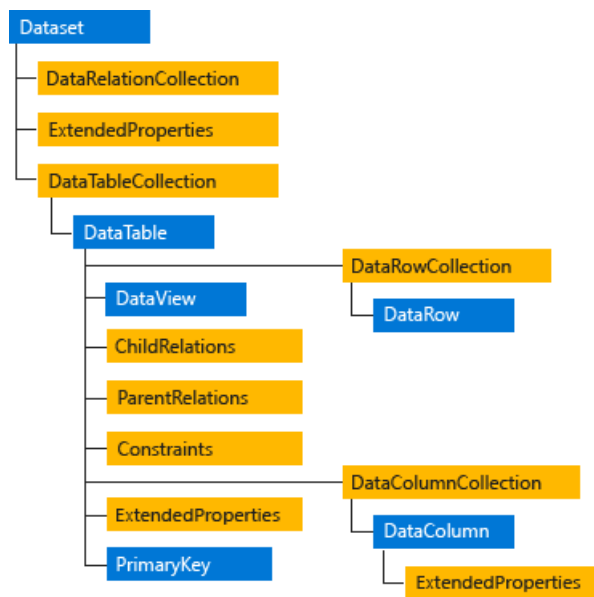 Dataset
DataRelationCollection
ExtendedProperties
DataTableCollection
DataTable
DataRowCollection
DataView
DataRow
ChildRelations
ParentRelations
Constraints
DataColumnCollection
ExtendedProperties
DataColumn
PrimaryKey
ExtendedProperties